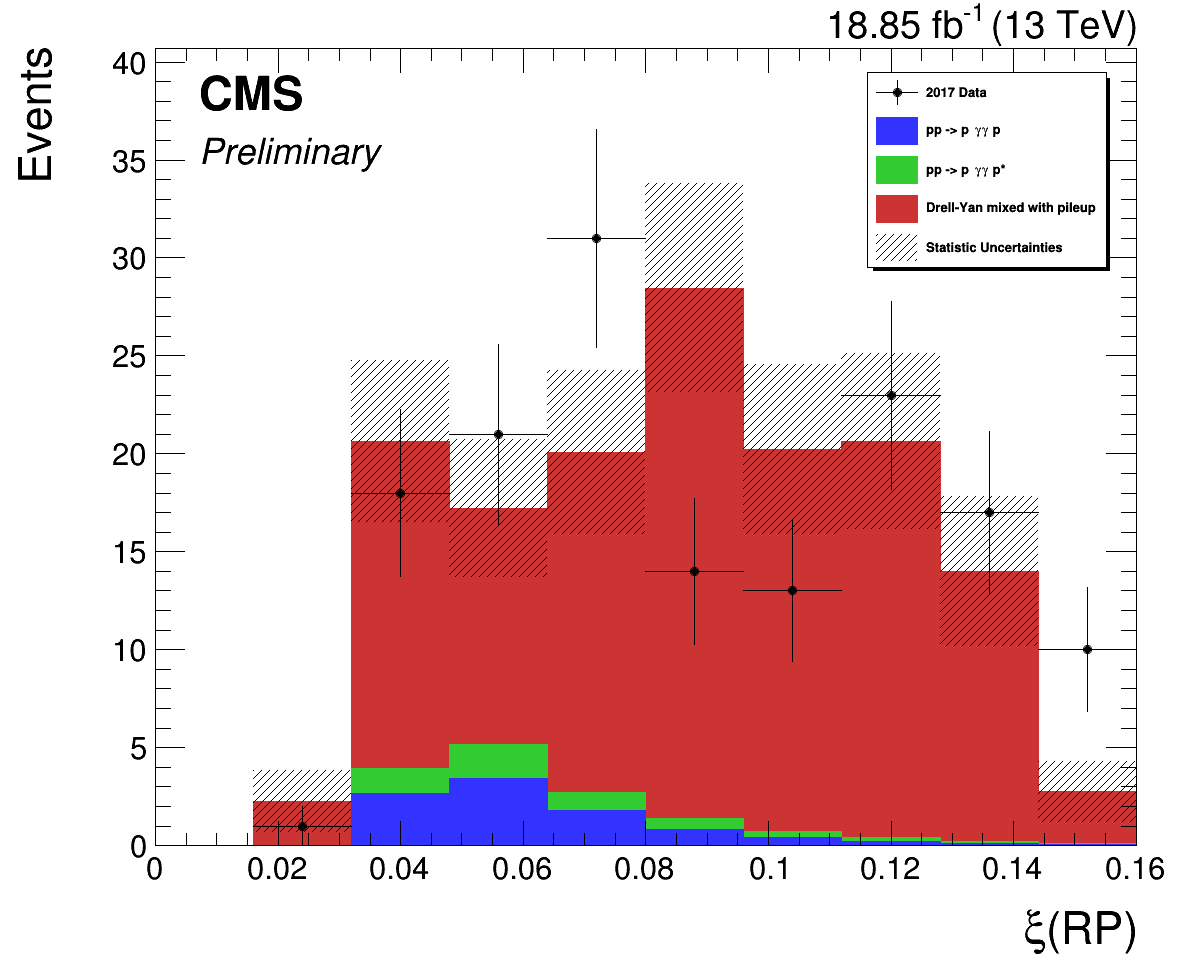 18.85 fb⁻¹ (13 TeV)
Events
CMS
Preliminary
2017 Data
pp -> p γγ p
pp -> p γγ p*
Drell-Yan mixed with pileup
Statistic Uncertainties
40
35
30
25
20
15
10
5
0
0 0.02 0.04 0.06 0.08 0.1 0.12 0.14 0.16
ξ(RP)